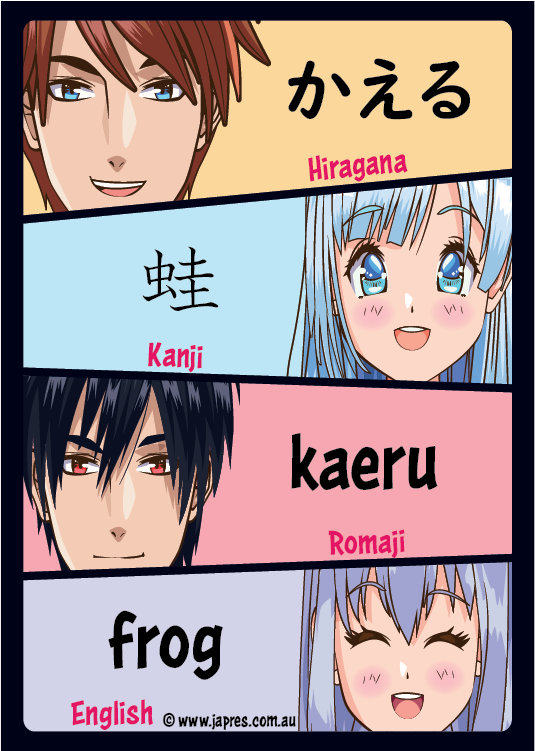 かえる
Hiragana
蛙
Kanji
kaeru
Romaji
frog
English © www.japres.com.au